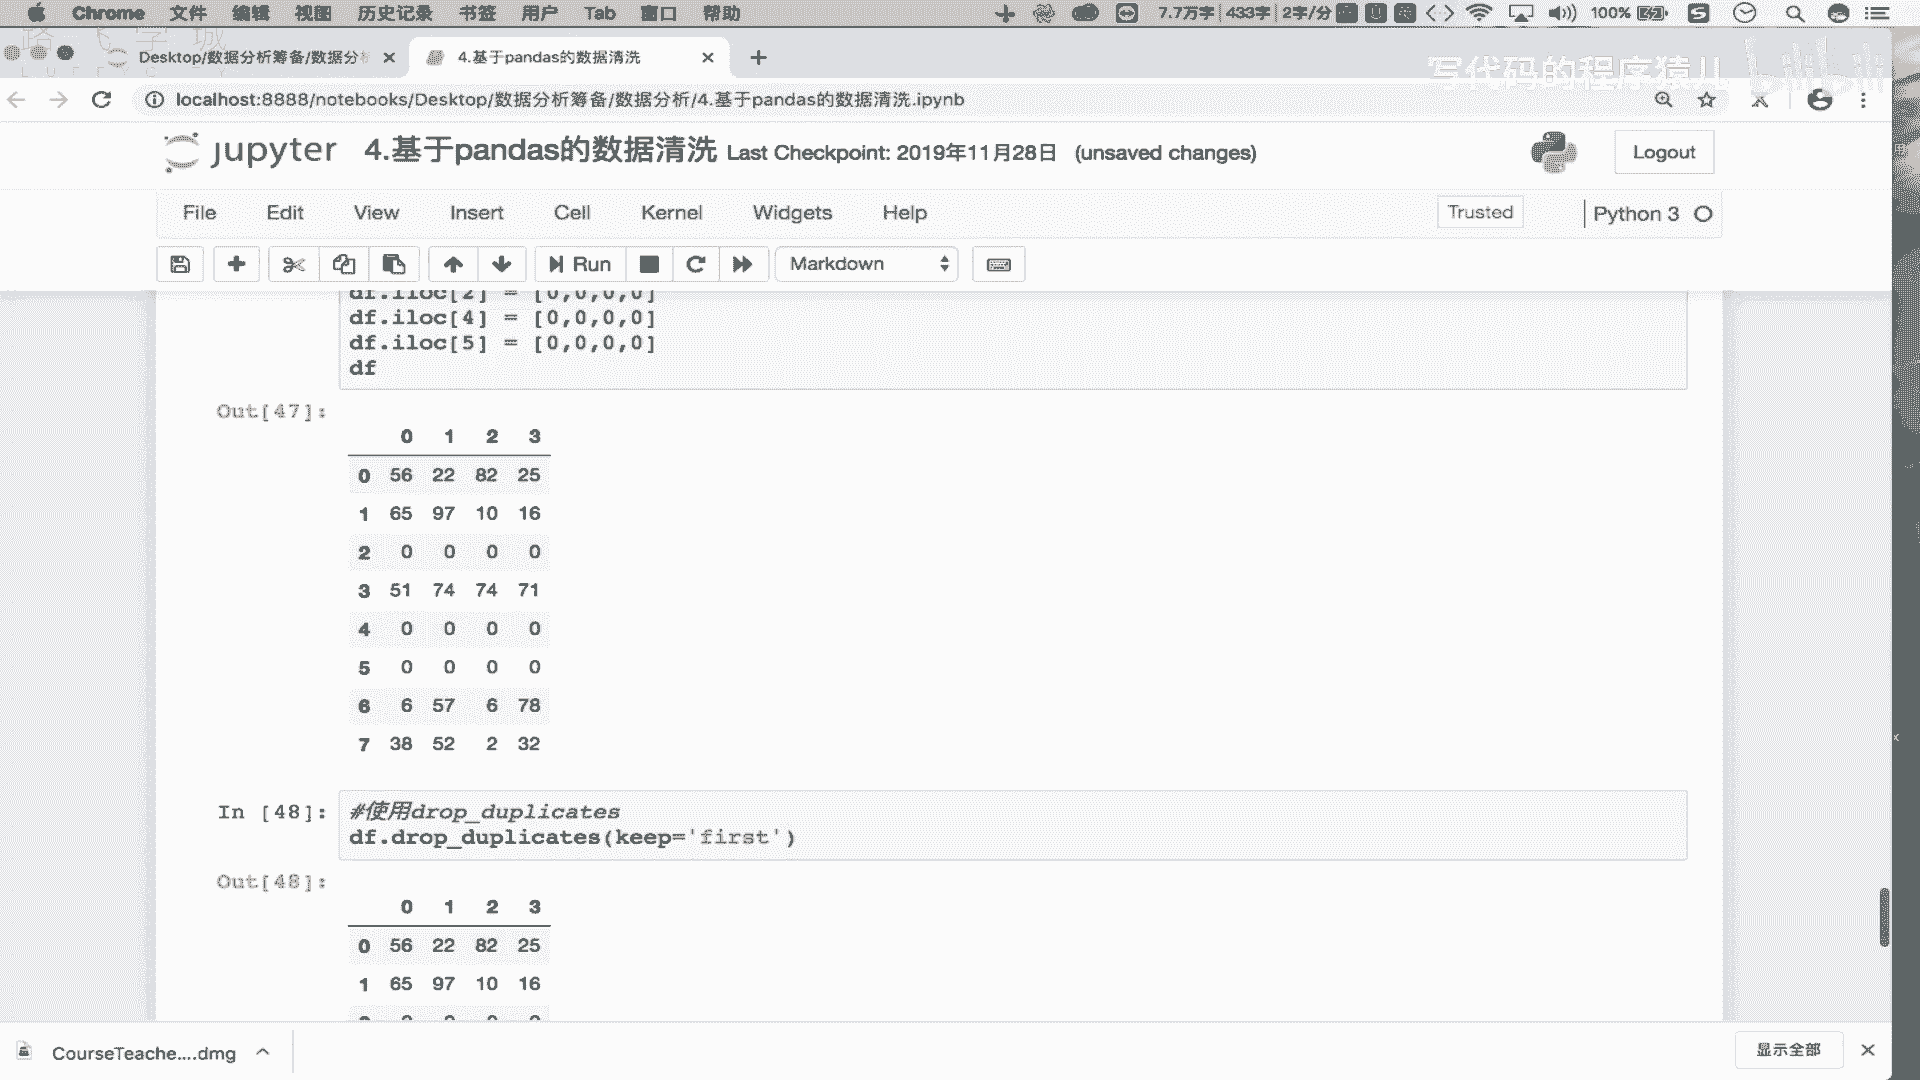 Chrome 文件 编辑 视图 历史记录 书签 用户 Tab 窗口 帮助 7.7万字 433字 2字/分 100%
Desktop/数据分析筹备/数据分析
4.基于pandas的数据清洗
写代码的程序猿儿 bilibili
localhost:8888/notebooks/Desktop/数据分析筹备/数据分析/4.基于pandas的数据清洗.ipynb
jupyter 4.基于pandas的数据清洗 Last Checkpoint: 2019年11月28日 (unsaved changes)
Logout
File Edit View Insert Cell Kernel Widgets Help
Trusted Python 3
Run Markdown
df.iloc[2] = [0,0,0,0]
df.iloc[4] = [0,0,0,0]
df.iloc[5] = [0,0,0,0]
df
Out[47]:
0 1 2 3
0 56 22 82 25
1 65 97 10 16
2 0 0 0 0
3 51 74 74 71
4 0 0 0 0
5 0 0 0 0
6 6 57 6 78
7 38 52 2 32
In [48]: #使用drop_duplicates
df.drop_duplicates(keep='first')
Out[48]:
0 1 2 3
0 56 22 82 25
1 65 97 10 16
2 0 0 0 0
CourseTeache....dmg
显示全部